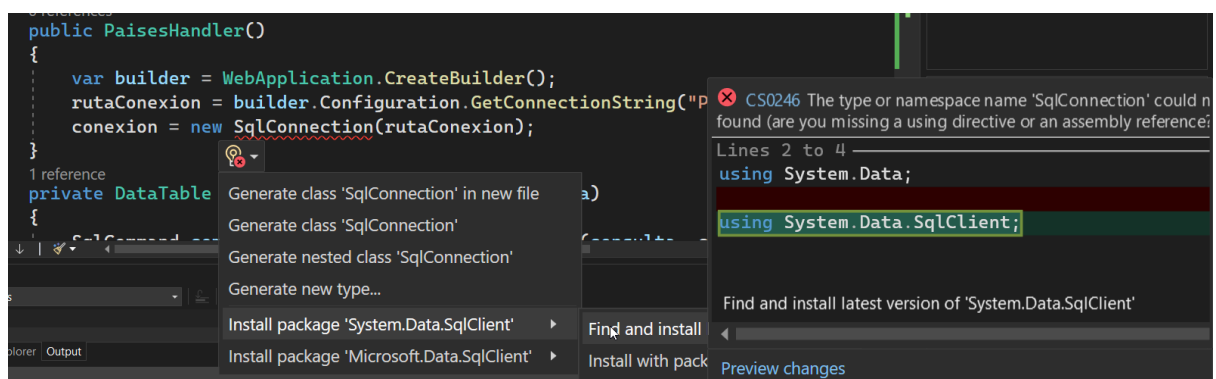 public PaisesHandler()
{
var builder = WebApplication.CreateBuilder();
rutaConexion = builder.Configuration.GetConnectionString("P
conexion = new SqlConnection(rutaConexion);
}
1 reference
private DataTable
a)
{
Generate class 'SqlConnection' in new file
Generate class 'SqlConnection'
Generate nested class 'SqlConnection'
Generate new type...
Install package 'System.Data.SqlClient'
Install package 'Microsoft.Data.SqlClient'
Find and install
Install with pack
CS0246 The type or namespace name 'SqlConnection' could n
found (are you missing a using directive or an assembly reference?
Lines 2 to 4
using System.Data;
using System.Data.SqlClient;
Find and install latest version of 'System.Data.SqlClient'
Preview changes
plorer Output